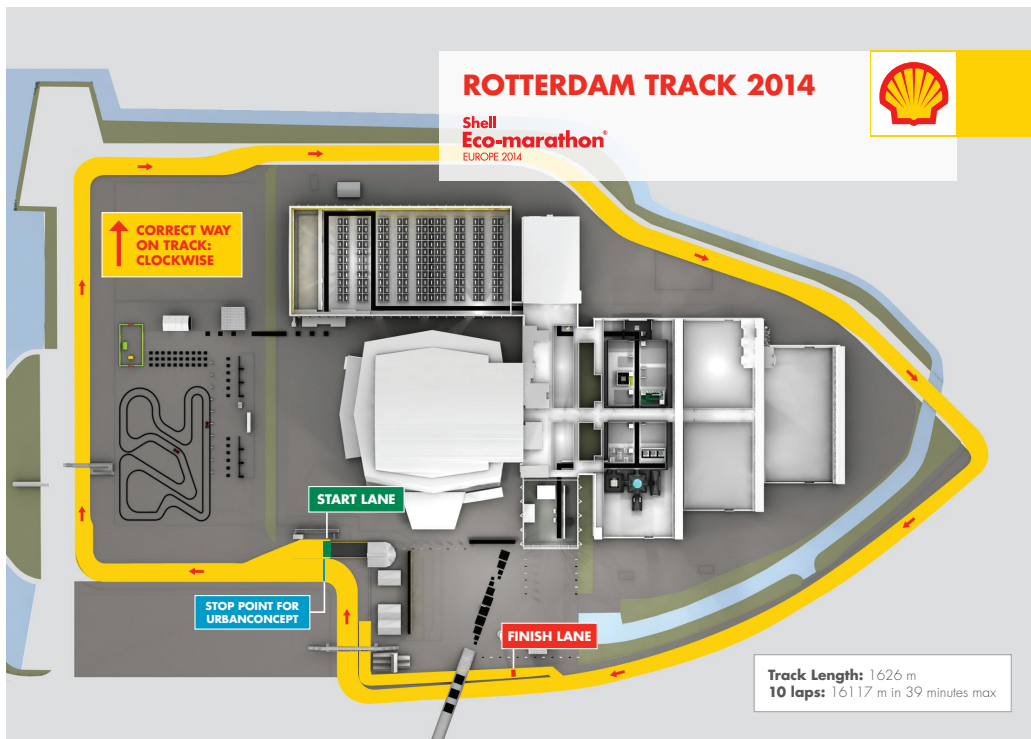 ROTTERDAM TRACK 2014
Shell
Eco-marathon®
EUROPE 2014
CORRECT WAY
ON TRACK:
CLOCKWISE
START LANE
STOP POINT FOR
URBANCONCEPT
FINISH LANE
Track Length: 1626 m
10 laps: 16117 m in 39 minutes max